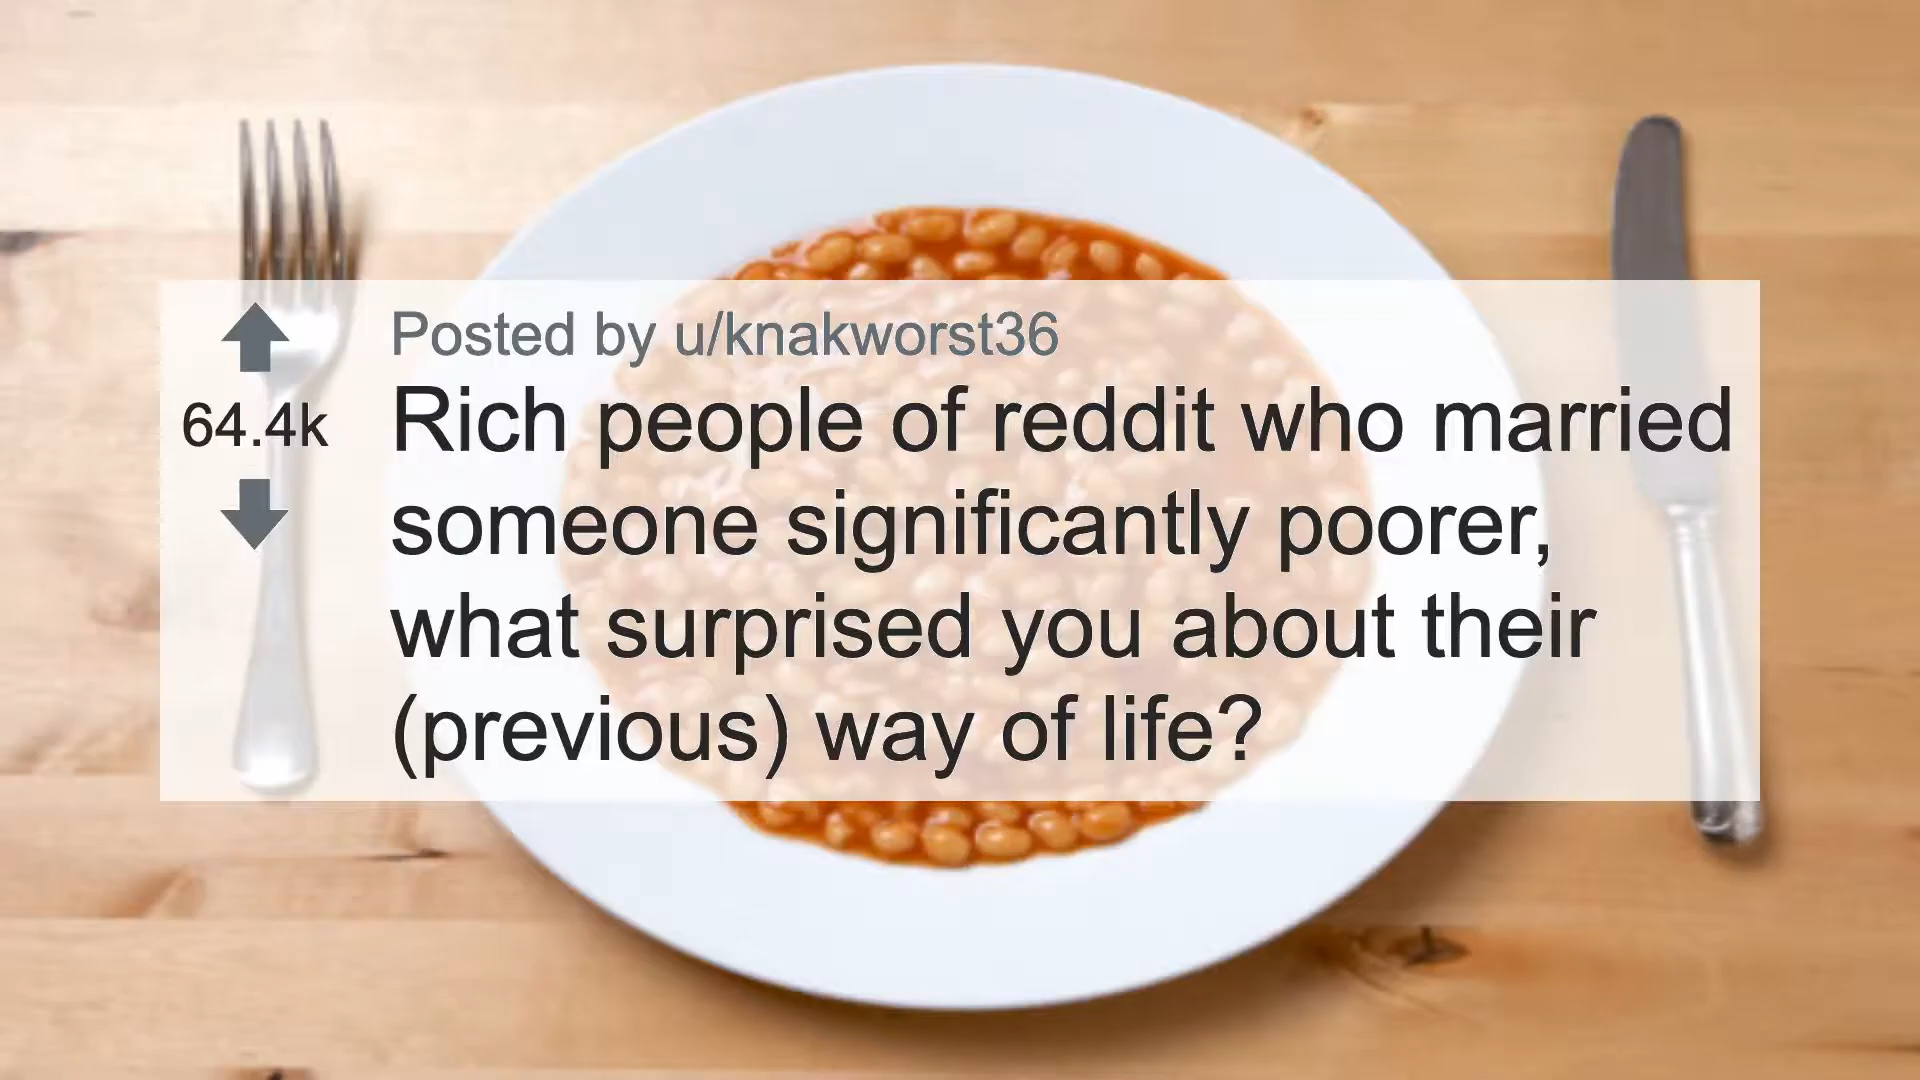 Posted by u/knakworst36
64.4k
Rich people of reddit who married
someone significantly poorer,
what surprised you about their
(previous) way of life?